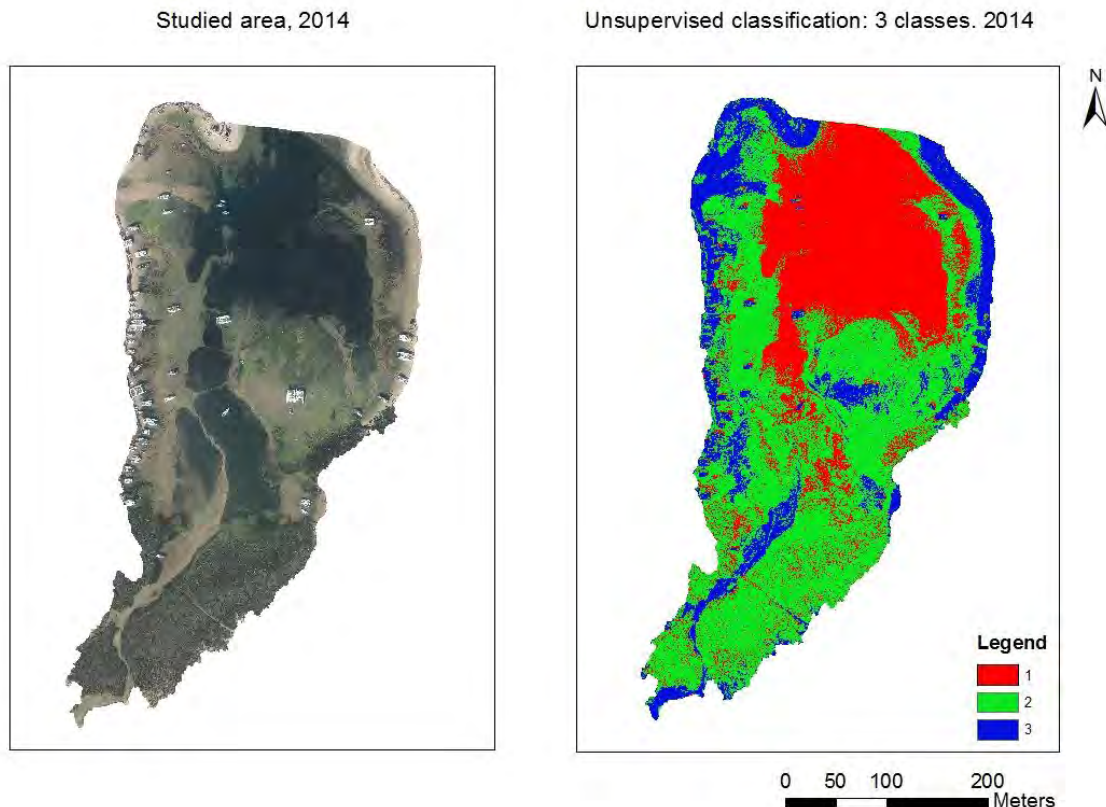 Studied area, 2014
Unsupervised classification: 3 classes. 2014
N
Legend
1
2
3
0 50 100 200
Meters